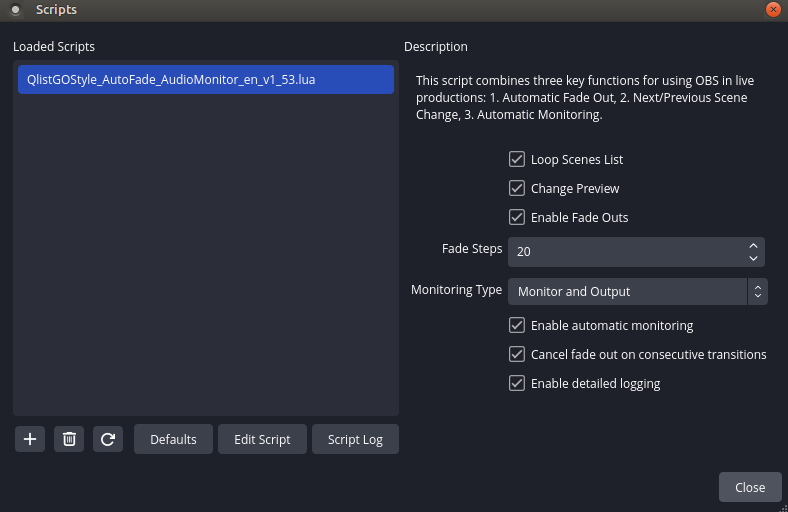 Scripts
Loaded Scripts
QlistGOStyle_AutoFade_AudioMonitor_en_v1_53.lua
Defaults
Edit Script
Script Log
Description
This script combines three key functions for using OBS in live
productions: 1. Automatic Fade Out, 2. Next/Previous Scene
Change, 3. Automatic Monitoring.
Loop Scenes List
Change Preview
Enable Fade Outs
Fade Steps
20
Monitoring Type
Monitor and Output
Enable automatic monitoring
Cancel fade out on consecutive transitions
Enable detailed logging
Close